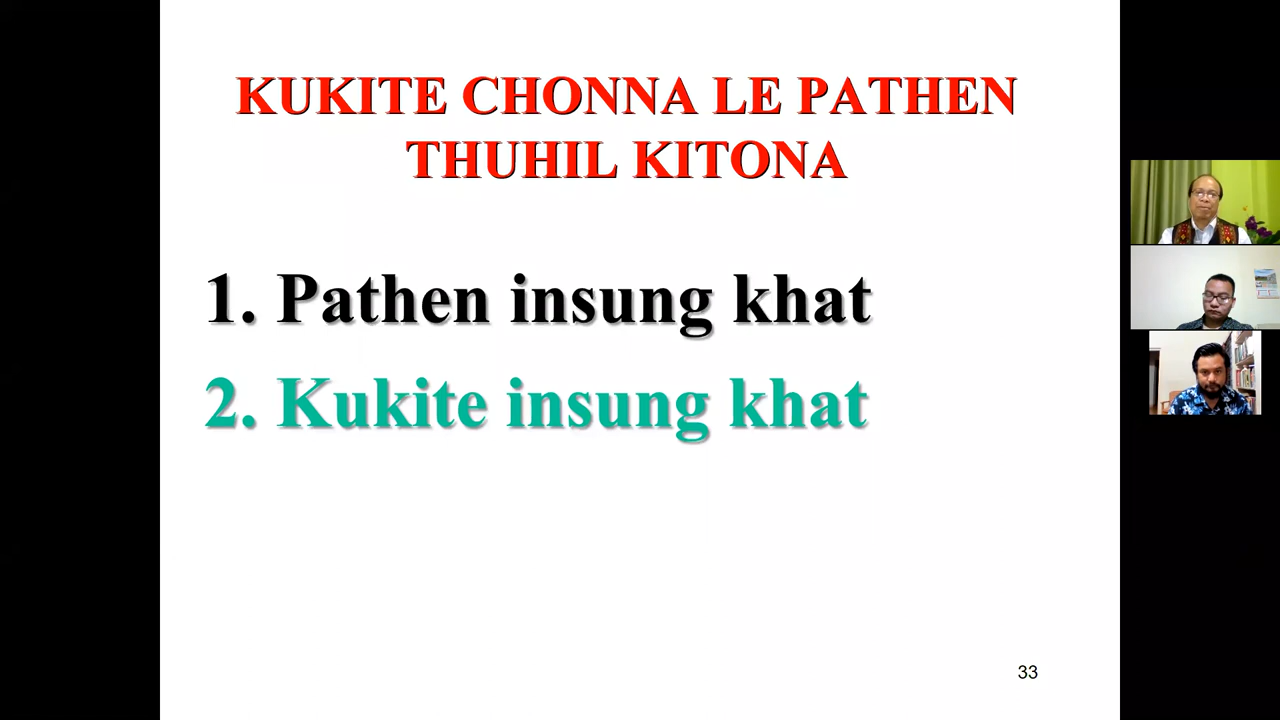 KUKITE CHONNA LE PATHEN
THUHIL KITONA
1. Pathen insung khat
2. Kukite insung khat
33